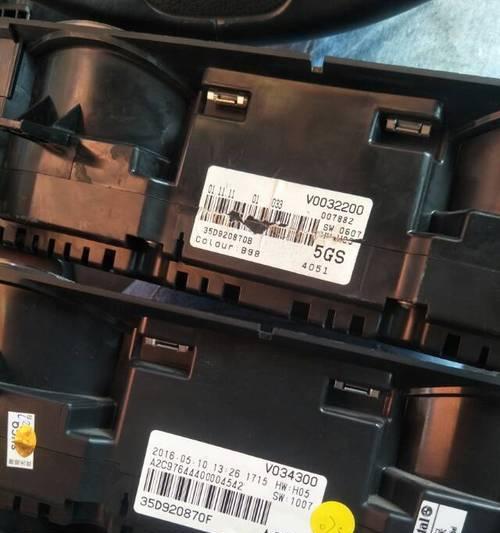 01.11.11 01 033 V0032200
007882
SW 0607
35D920870B
Colour: B98 5GS
4051
2016.05.10 13:26 1715 V034300
A2C97644400004542 HW:H05
SW:1007
35D920870F